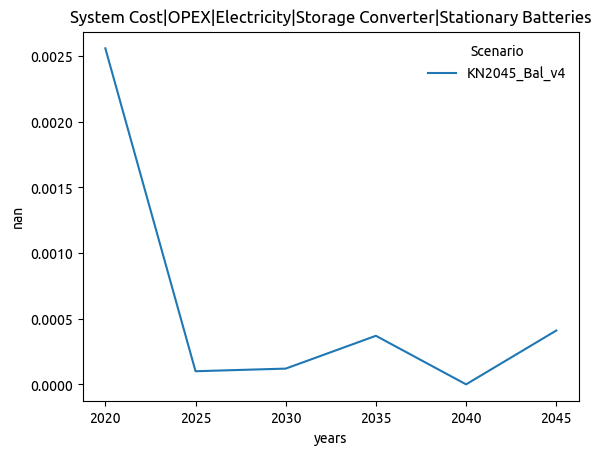 System Cost|OPEX|Electricity|Storage Converter|Stationary Batteries
Scenario
KN2045_Bal_v4
0.0025
0.0020
0.0015
0.0010
0.0005
0.0000
nan
2020 2025 2030 2035 2040 2045
years